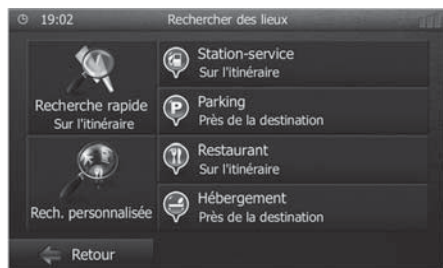 19:02
Rechercher des lieux
Recherche rapide
Sur l'itinéraire
Rech. personnalisée
Station-service
Sur l'itinéraire
Parking
Près de la destination
Restaurant
Sur l'itinéraire
Hébergement
Près de la destination
Retour